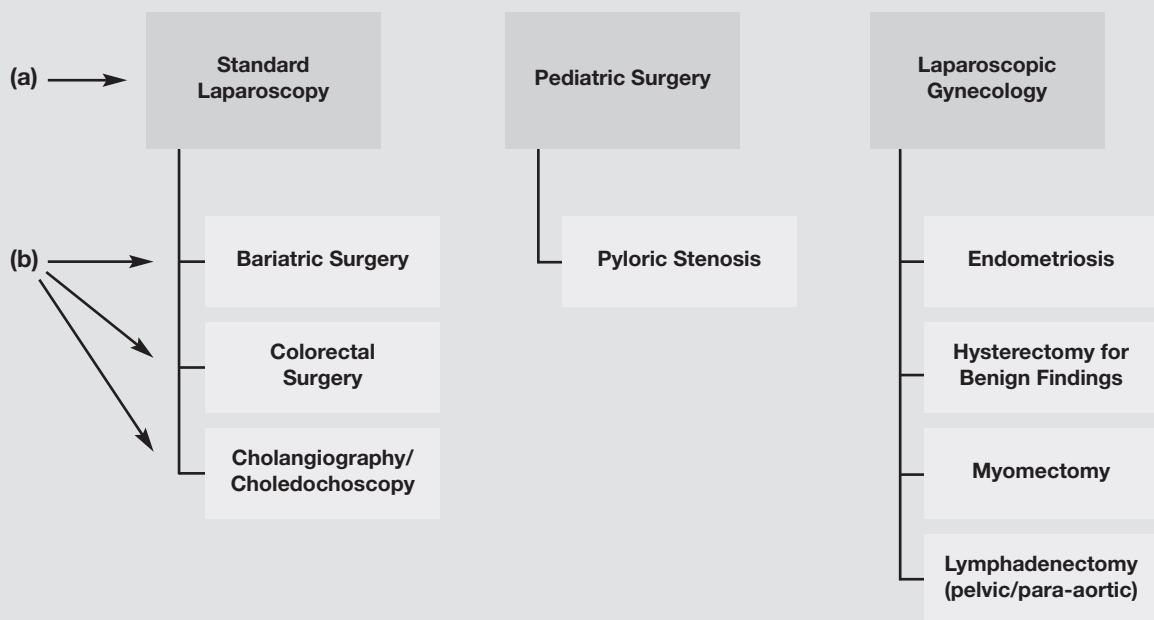 (a)
Standard
Laparoscopy
Pediatric Surgery
Laparoscopic
Gynecology
(b)
Bariatric Surgery
Pyloric Stenosis
Endometriosis
Colorectal
Surgery
Hysterectomy for
Benign Findings
Cholangiography/
Choledochoscopy
Myomectomy
Lymphadenectomy
(pelvic/para-aortic)